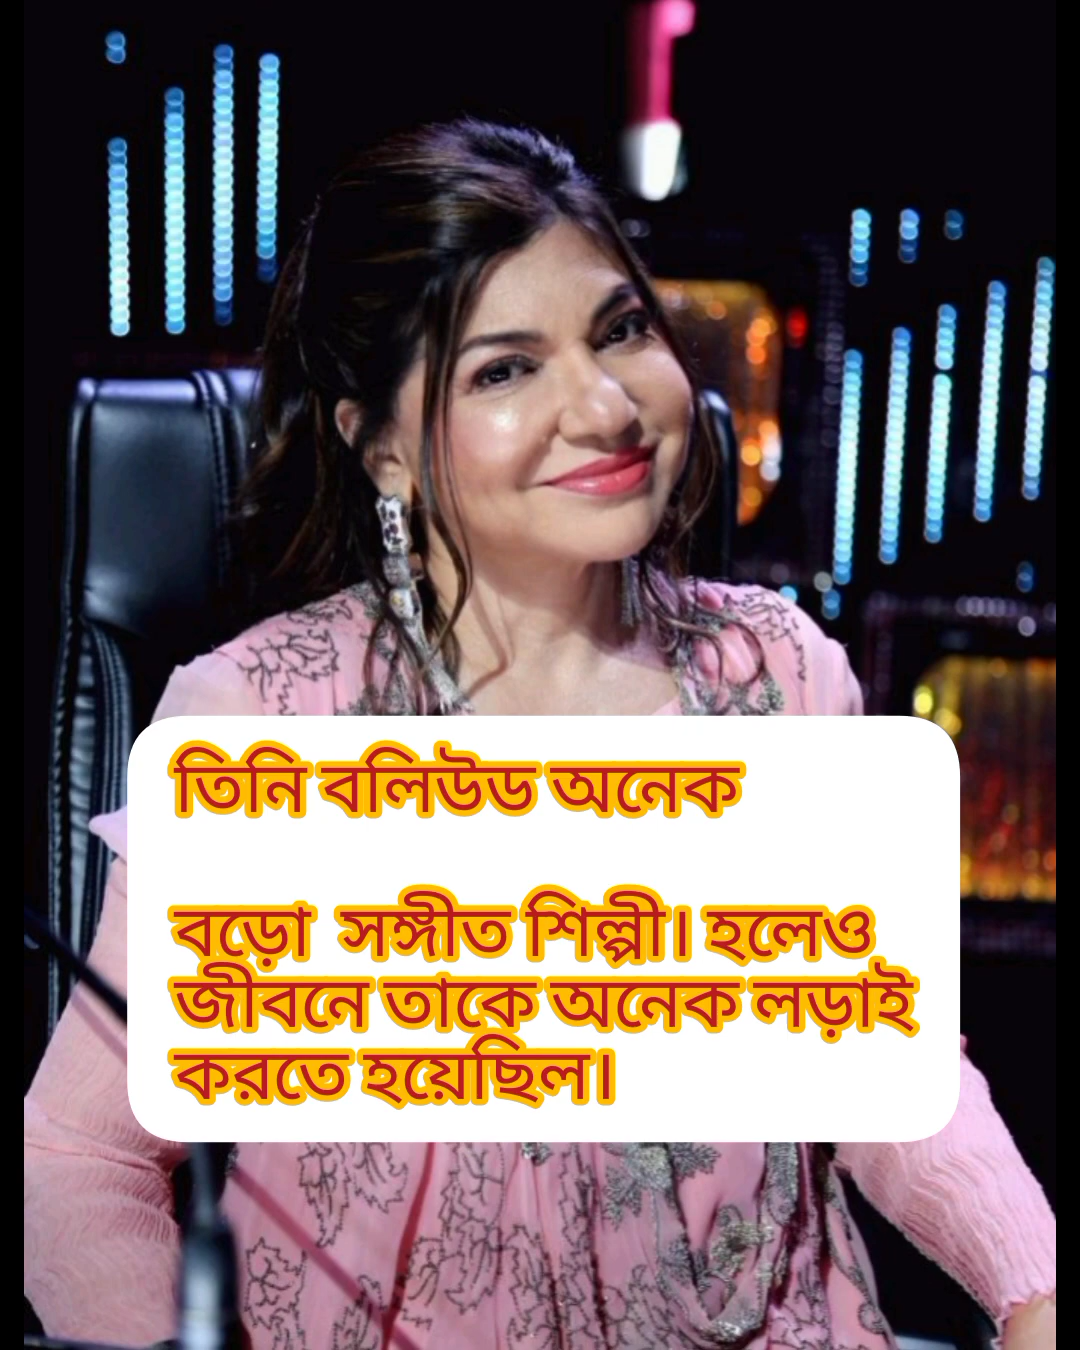 তিনি বলিউড অনেক
বড়ো সঙ্গীত শিল্পী। হলেও
জীবনে তাকে অনেক লড়াই
করতে হয়েছিল।